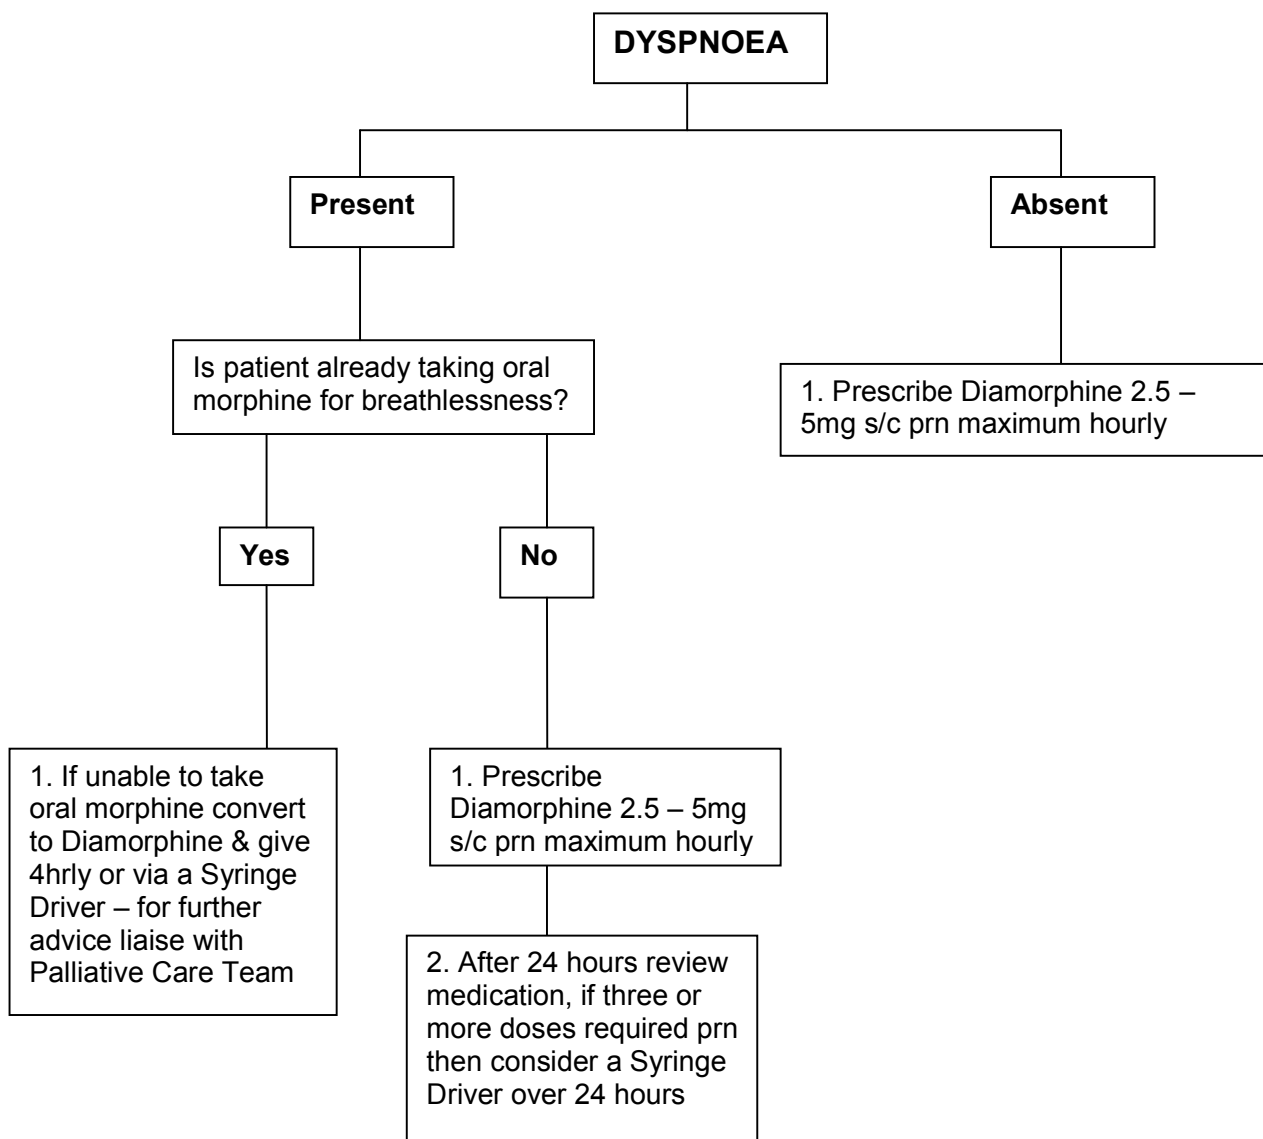 DYSPNOEA
Present
Absent
Is patient already taking oral
morphine for breathlessness?
1. Prescribe Diamorphine 2.5 –
5mg s/c prn maximum hourly
Yes
No
1. If unable to take
oral morphine convert
to Diamorphine & give
4hrly or via a Syringe
Driver – for further
advice liaise with
Palliative Care Team
1. Prescribe
Diamorphine 2.5 – 5mg
s/c prn maximum hourly
2. After 24 hours review
medication, if three or
more doses required prn
then consider a Syringe
Driver over 24 hours